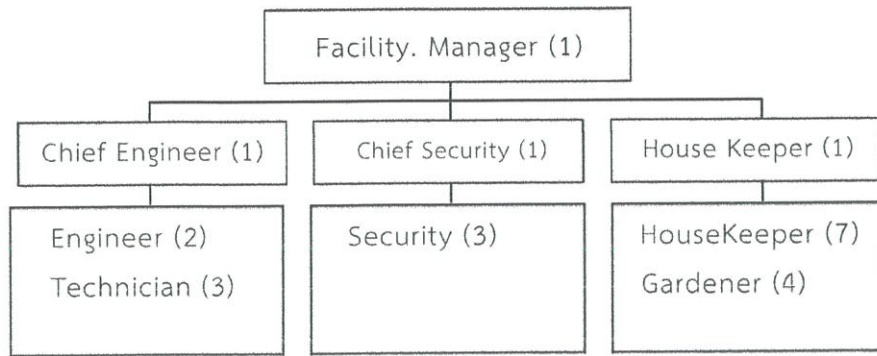 Facility. Manager (1)
Chief Engineer (1)
Chief Security (1)
House Keeper (1)
Engineer (2)
Technician (3)
Security (3)
HouseKeeper (7)
Gardener (4)